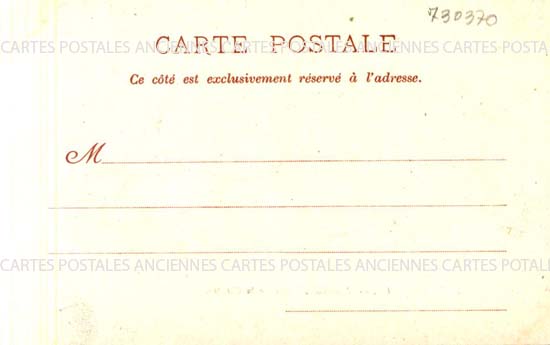 730370
CARTES POSTALES ANCIENNES CARTES POSTALES ANCIENNES CARTES POSTALES
CARTE POSTALE
Ce côté est exclusivement réservé à l'adresse.
M
CARTES POSTALES ANCIENNES CARTES POSTALES ANCIENNES CARTES POTALES